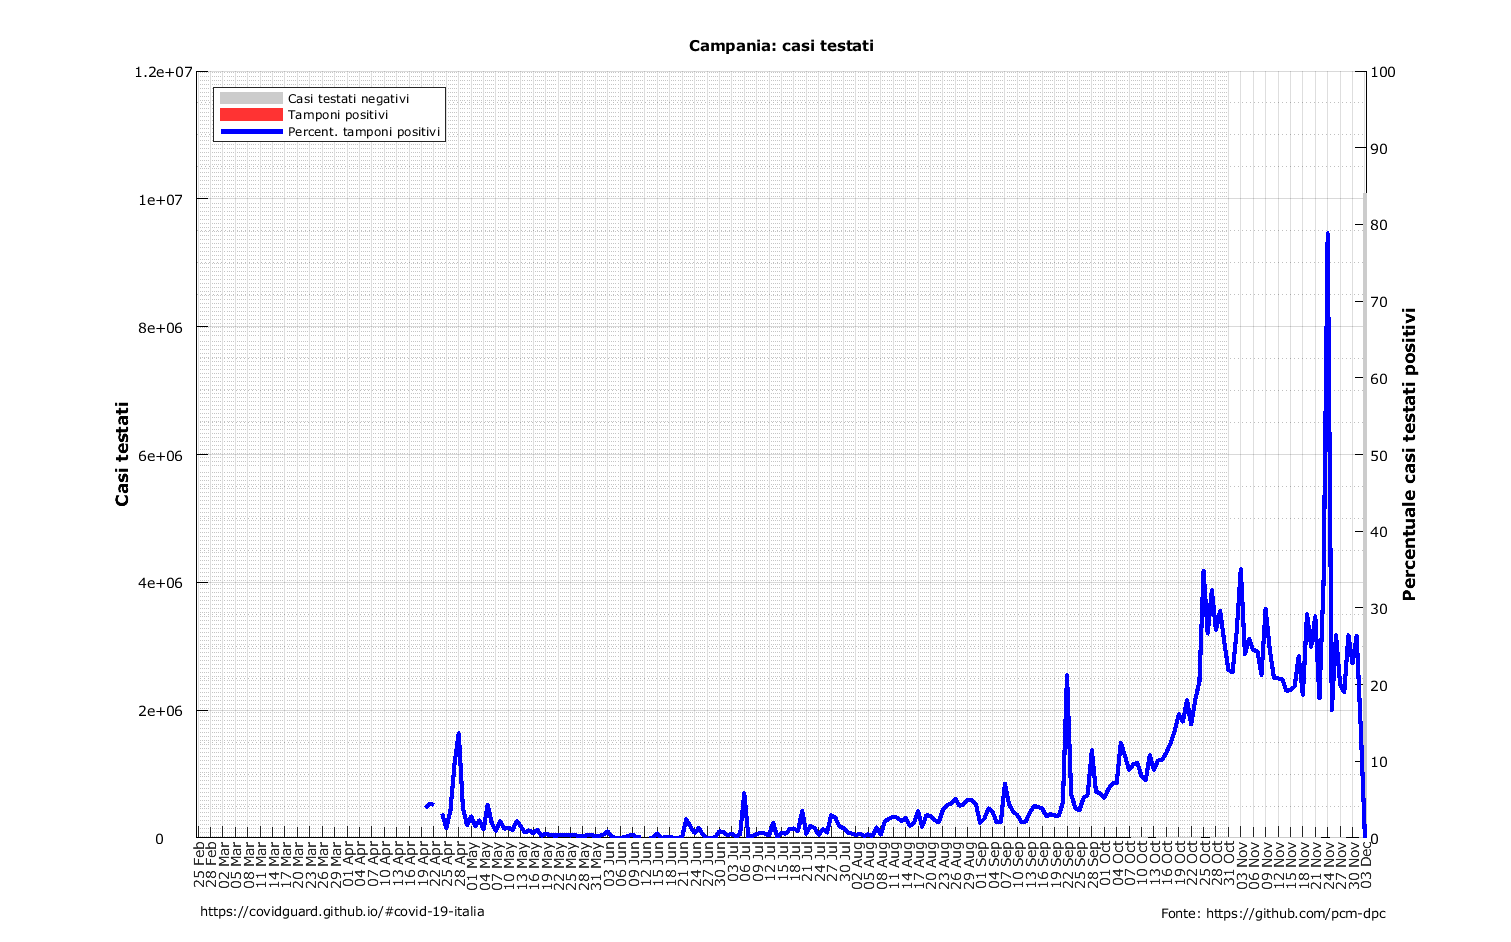 Campania: casi testati
1.2e+07
1e+07
8e+06
6e+06
4e+06
2e+06
0
Casi testati
Casi testati negativi
Tamponi positivi
Percent. tamponi positivi
100
90
80
70
60
50
40
30
20
10
0
Percentuale casi testati positivi
25 Feb
28 Feb
02 Mar
05 Mar
08 Mar
11 Mar
14 Mar
17 Mar
20 Mar
23 Mar
26 Mar
29 Mar
01 Apr
04 Apr
07 Apr
10 Apr
13 Apr
16 Apr
19 Apr
22 Apr
25 Apr
28 Apr
01 May
04 May
07 May
10 May
13 May
16 May
19 May
22 May
25 May
28 May
31 May
03 Jun
06 Jun
09 Jun
12 Jun
15 Jun
18 Jun
21 Jun
24 Jun
27 Jun
30 Jun
03 Jul
06 Jul
09 Jul
12 Jul
15 Jul
18 Jul
21 Jul
24 Jul
27 Jul
30 Jul
02 Aug
05 Aug
08 Aug
11 Aug
14 Aug
17 Aug
20 Aug
23 Aug
26 Aug
29 Aug
01 Sep
04 Sep
07 Sep
10 Sep
13 Sep
16 Sep
19 Sep
22 Sep
25 Sep
28 Sep
01 Oct
04 Oct
07 Oct
10 Oct
13 Oct
16 Oct
19 Oct
22 Oct
25 Oct
28 Oct
31 Oct
03 Nov
06 Nov
09 Nov
12 Nov
15 Nov
18 Nov
21 Nov
24 Nov
27 Nov
30 Nov
03 Dec
https://covidguard.github.io/#covid-19-italia
Fonte: https://github.com/pcm-dpc